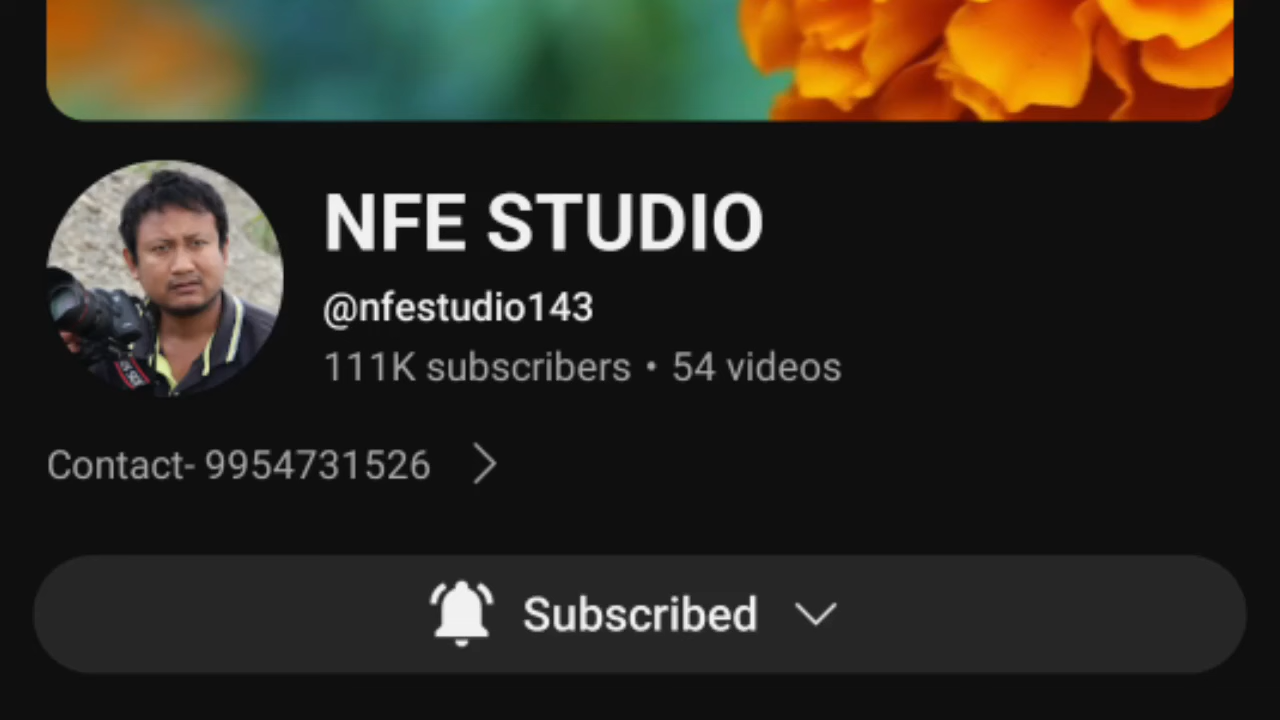 NFE STUDIO
@nfestudio143
111K subscribers • 54 videos
Contact- 9954731526
Subscribed